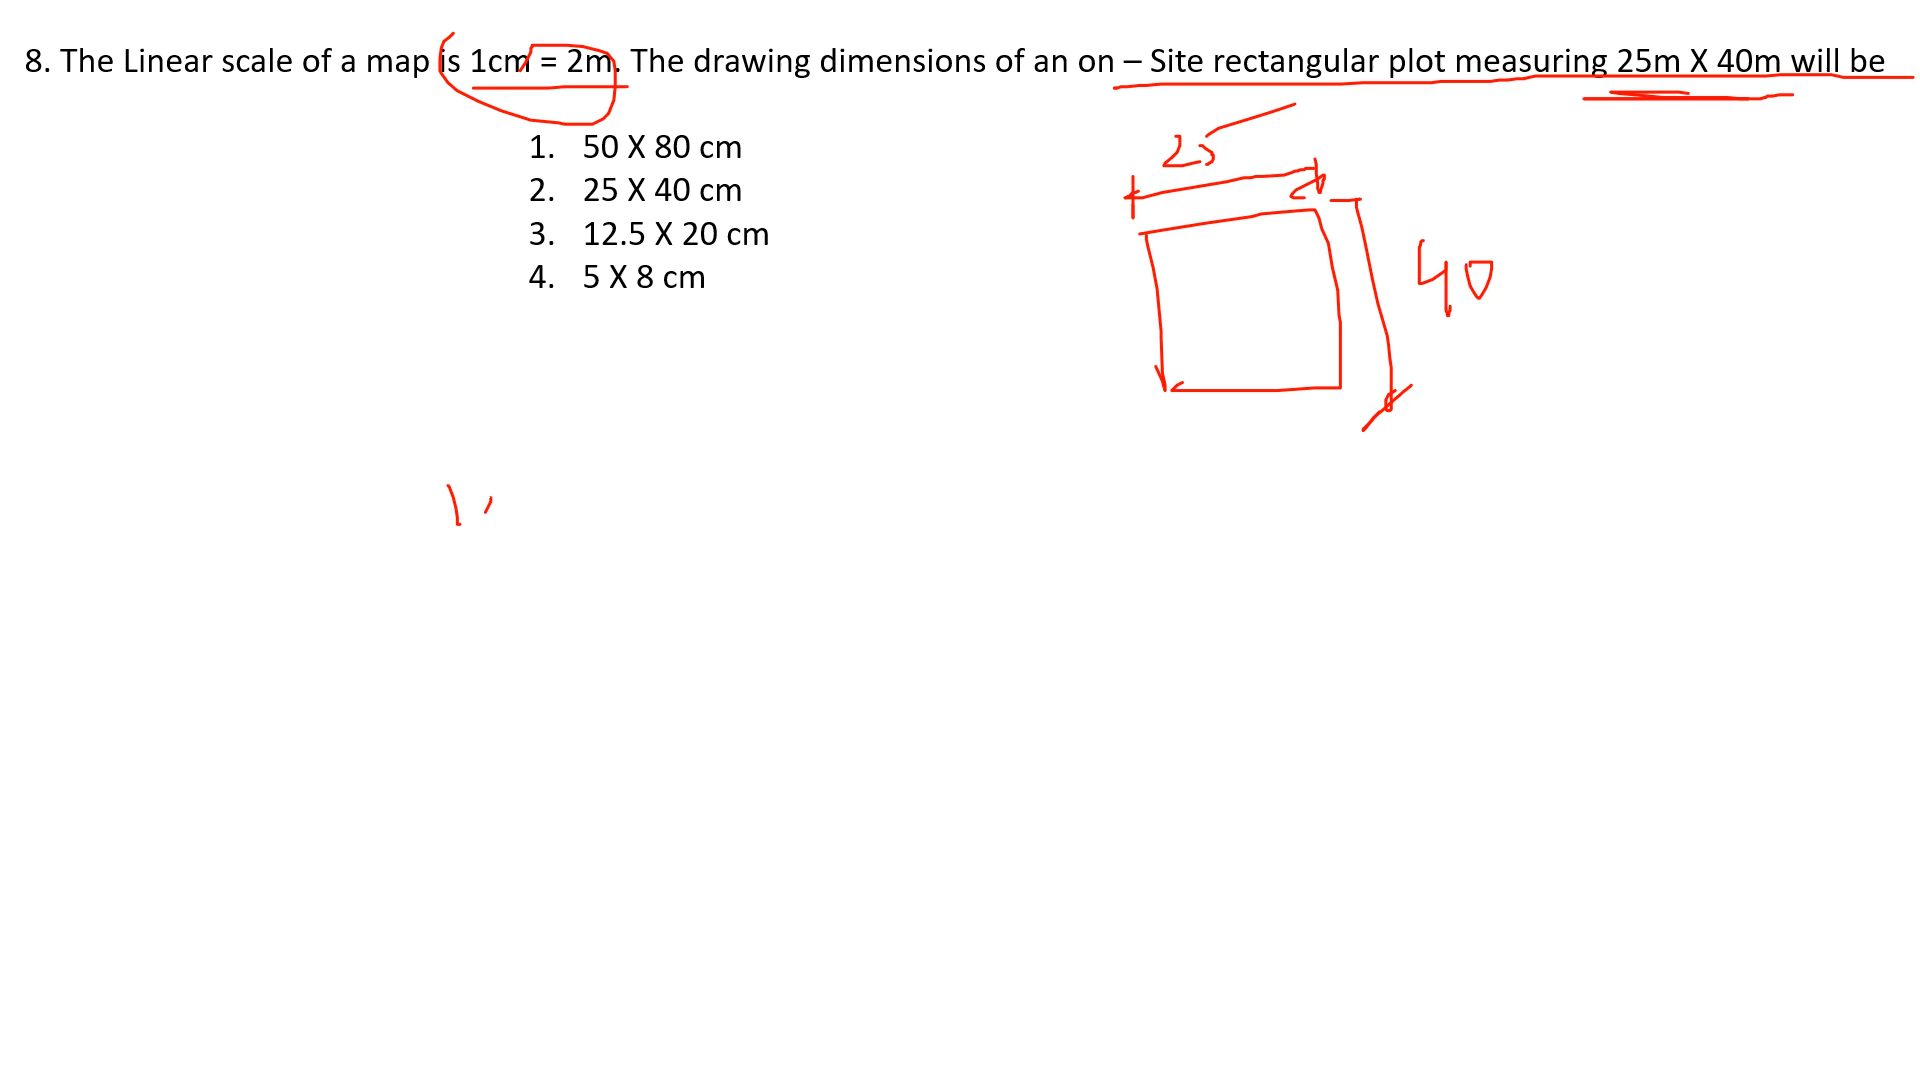 8. The Linear scale of a map is 1cm = 2m. The drawing dimensions of an on – Site rectangular plot measuring 25m X 40m will be
1. 50 X 80 cm
2. 25 X 40 cm
3. 12.5 X 20 cm
4. 5 X 8 cm
25
40